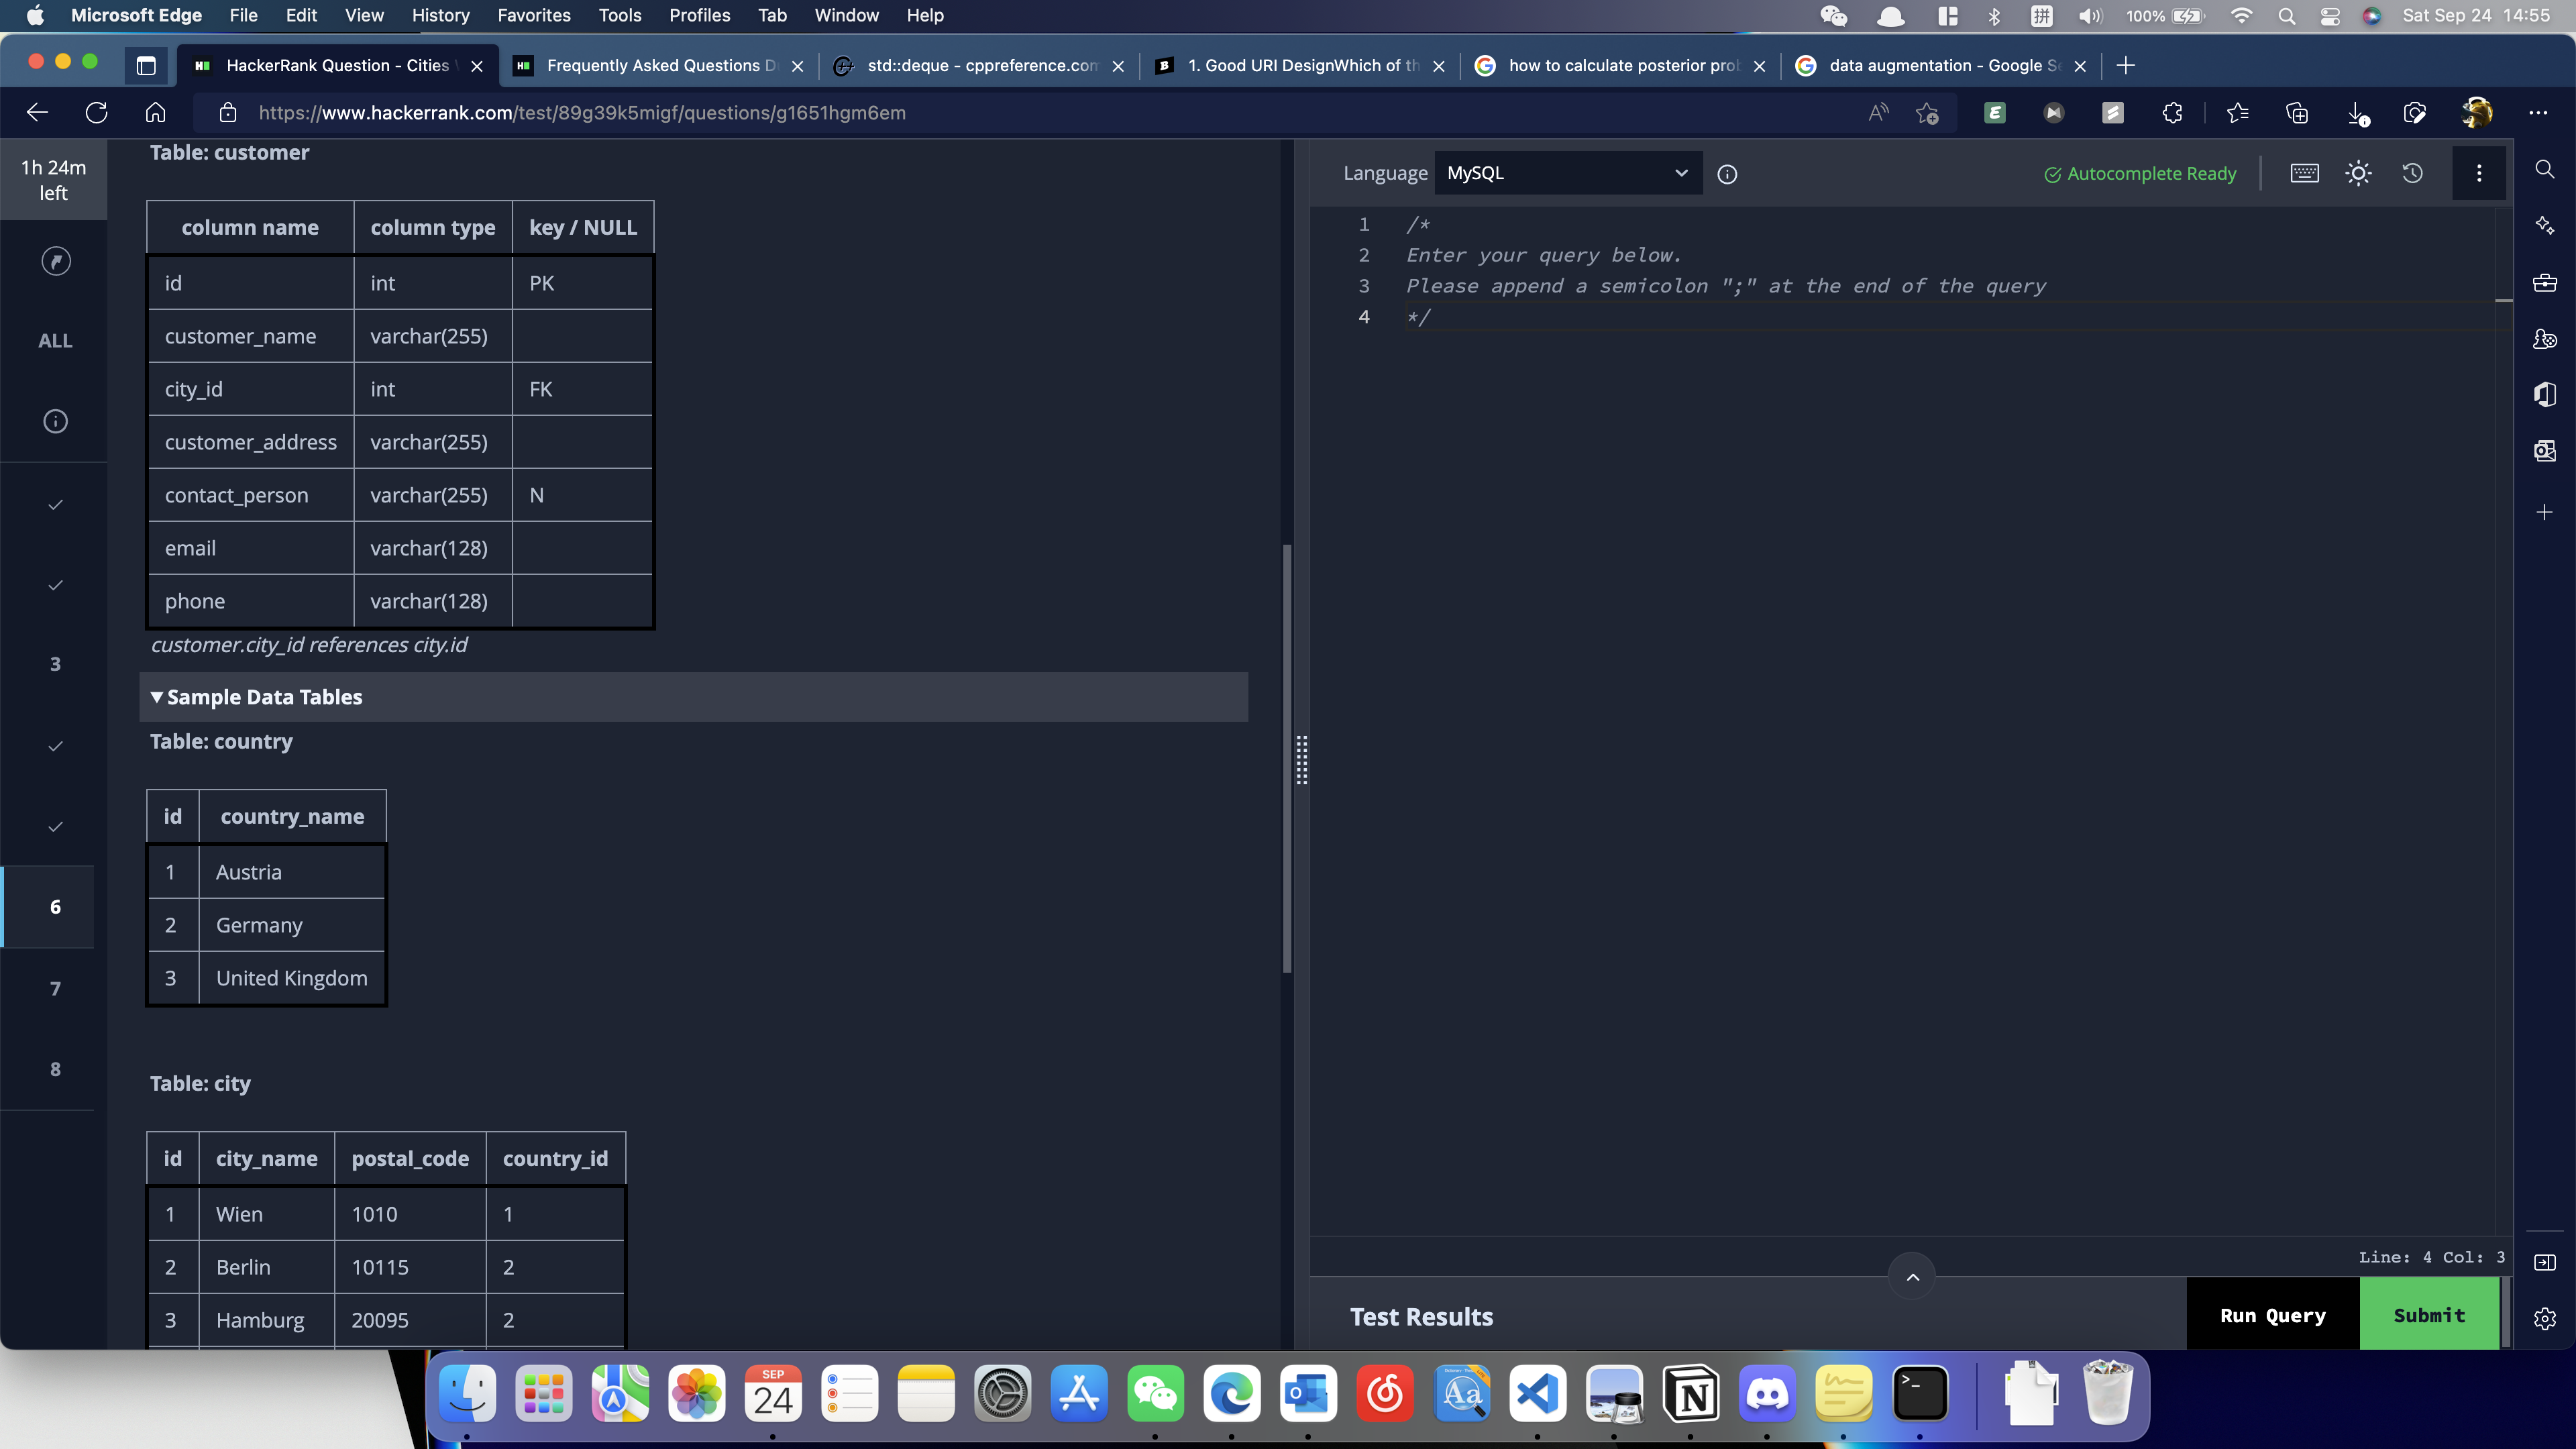 Microsoft Edge File Edit View History Favorites Tools Profiles Tab Window Help 100% Sat Sep 24 14:55
HackerRank Question - Cities Frequently Asked Questions D std::deque - cppreference.com 1. Good URI DesignWhich of th how to calculate posterior prob data augmentation - Google Se
https://www.hackerrank.com/test/89g39k5migf/questions/g1651hgm6em
1h 24m
left
ALL
3
6
7
8
Table: customer
column name column type key / NULL
id int PK
customer_name varchar(255)
city_id int FK
customer_address varchar(255)
contact_person varchar(255) N
email varchar(128)
phone varchar(128)
customer.city_id references city.id
Sample Data Tables
Table: country
id country_name
1 Austria
2 Germany
3 United Kingdom
Table: city
id city_name postal_code country_id
1 Wien 1010 1
2 Berlin 10115 2
3 Hamburg 20095 2
Language MySQL Autocomplete Ready
1 /*
2 Enter your query below.
3 Please append a semicolon ";" at the end of the query
4 */
Line: 4 Col: 3
Test Results Run Query Submit
SEP
24